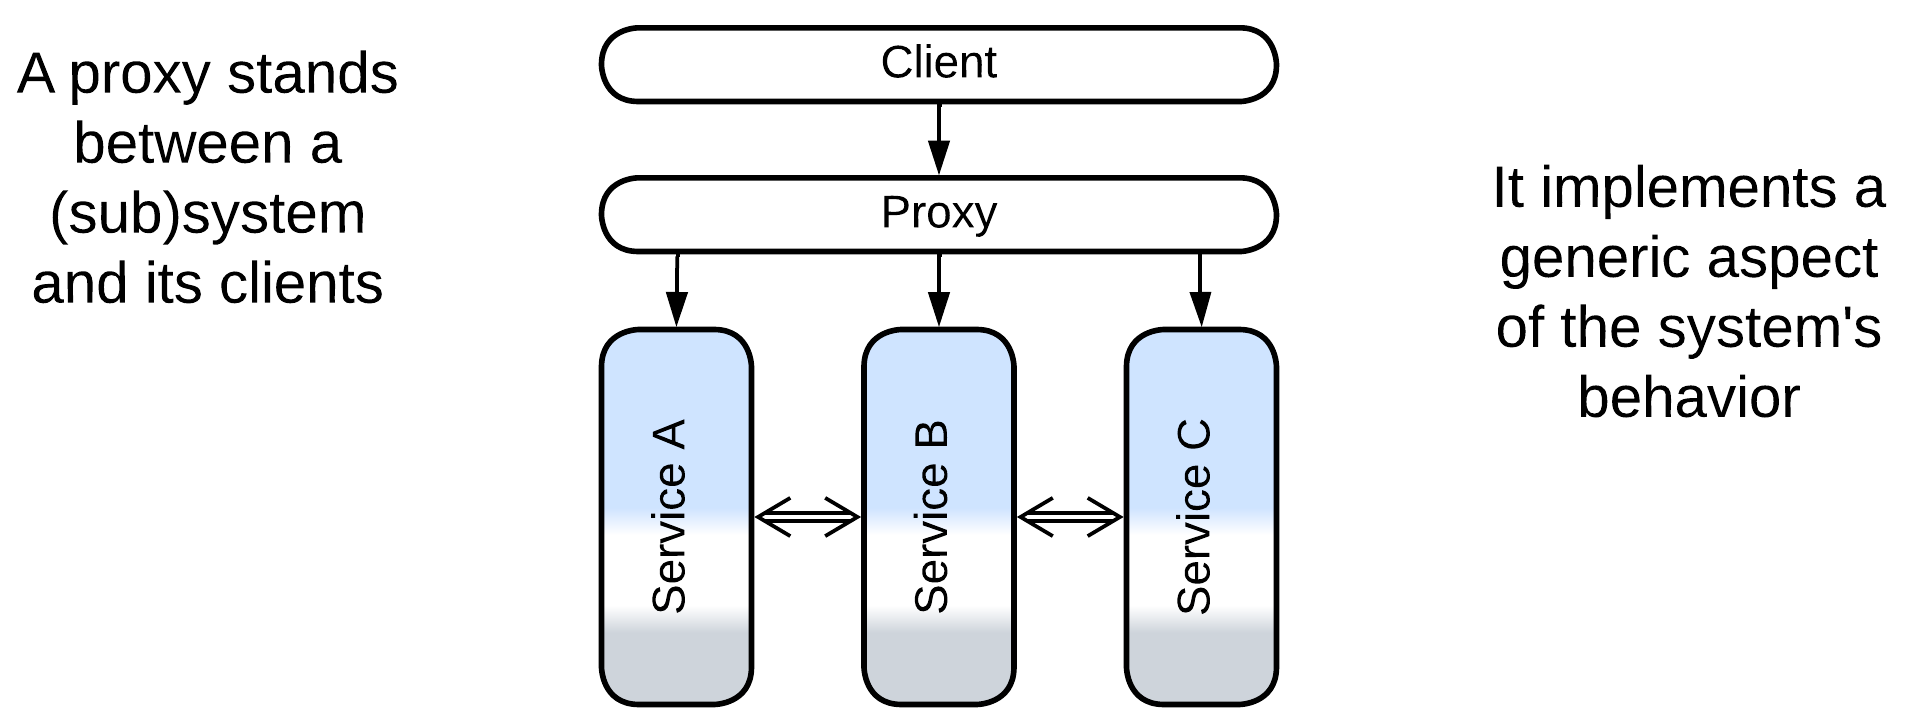 A proxy stands
between a
(sub)system
and its clients
Client
Proxy
Service A
Service B
Service C
It implements a
generic aspect
of the system's
behavior